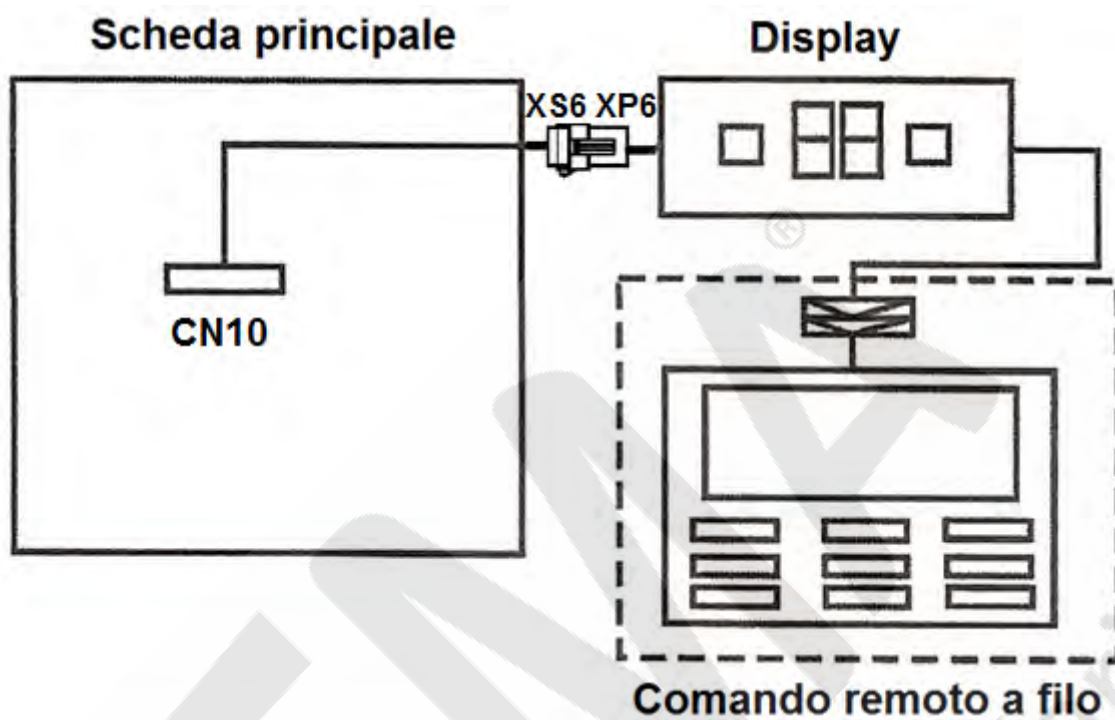 Scheda principale
Display
XS6 XP6
CN10
®
Comando remoto a filo